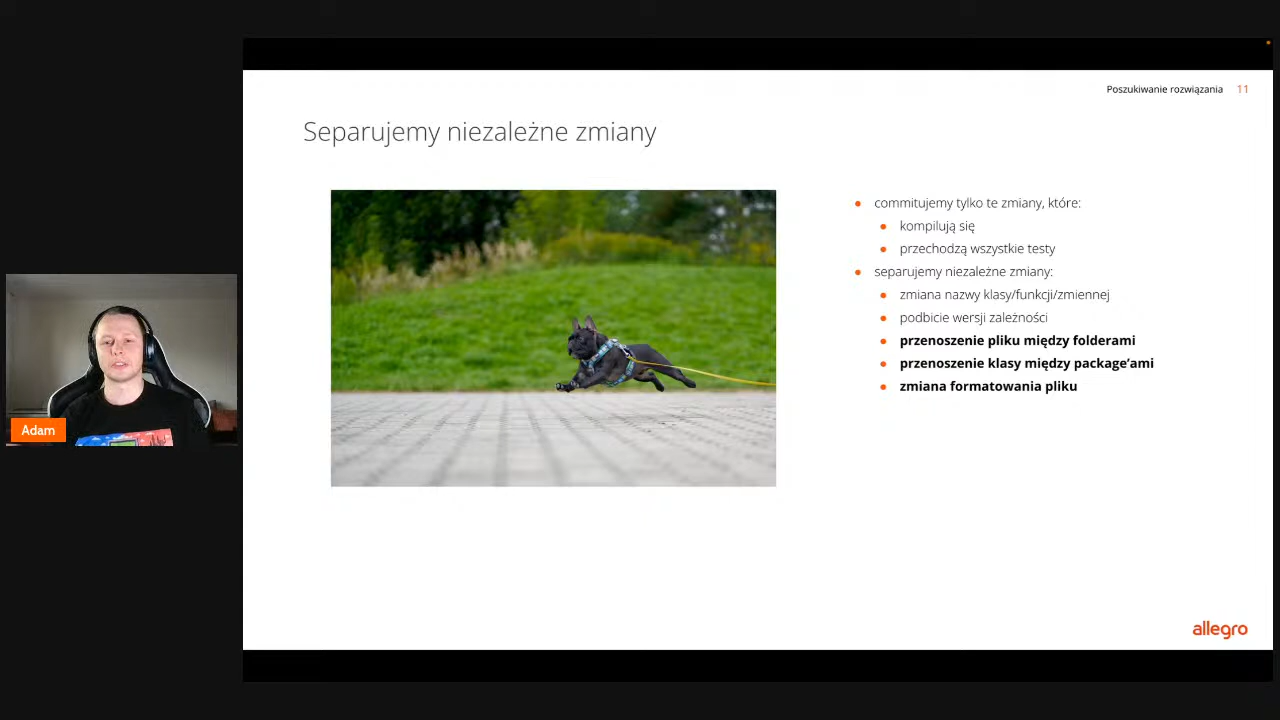 Poszukiwanie rozwiązania 11
Separujemy niezależne zmiany
commitujemy tylko te zmiany, które:
kompilują się
przechodzą wszystkie testy
separujemy niezależne zmiany:
zmiana nazwy klasy/funkcji/zmiennej
podbicie wersji zależności
przenoszenie pliku między folderami
przenoszenie klasy między package’ami
zmiana formatowania pliku
Adam
allegro